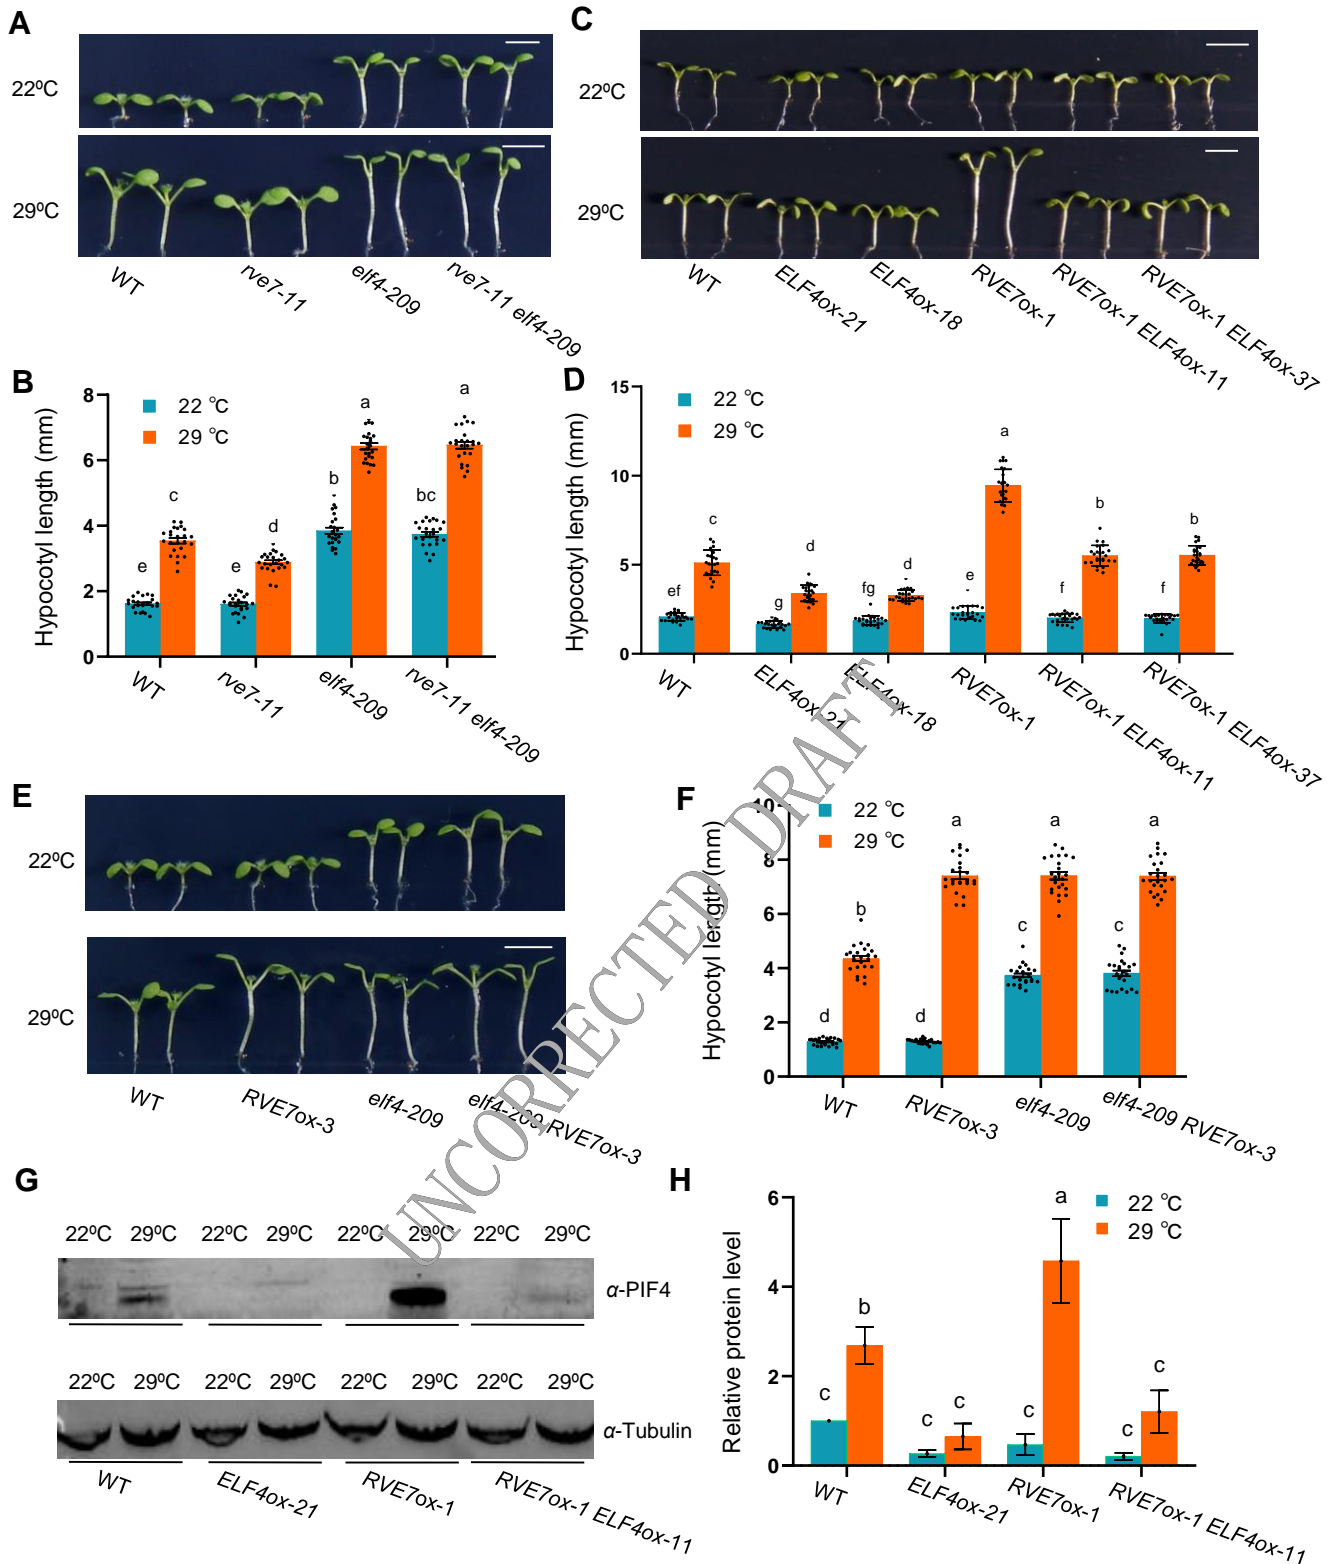 A
22ºC
29ºC
WT
rve7-11
elf4-209
rve7-11 elf4-209
C
22ºC
29ºC
WT
ELF4ox-21
ELF4ox-18
RVE7ox-1
RVE7ox-1 ELF4ox-11
RVE7ox-1 ELF4ox-37
B
Hypocotyl length (mm)
8
6
4
2
0
22 °C
29 °C
e
c
e
d
b
a
bc
a
WT
rve7-11
elf4-209
rve7-11 elf4-209
D
Hypocotyl length (mm)
15
10
5
0
22 °C
29 °C
ef
c
g
d
fg
d
e
a
f
b
f
b
WT
ELF4ox-21
ELF4ox-18
RVE7ox-1
RVE7ox-1 ELF4ox-11
RVE7ox-1 ELF4ox-37
E
22ºC
29ºC
WT
RVE7ox-3
elf4-209
elf4-209 RVE7ox-3
F
Hypocotyl length (mm)
10
8
6
4
2
0
22 °C
29 °C
d
b
d
a
c
a
c
a
WT
RVE7ox-3
elf4-209
elf4-209 RVE7ox-3
G
22ºC 29ºC 22ºC 29ºC 22ºC 29ºC 22ºC 29ºC
α-PIF4
22ºC 29ºC 22ºC 29ºC 22ºC 29ºC 22ºC 29ºC
α-Tubulin
WT
ELF4ox-21
RVE7ox-1
RVE7ox-1 ELF4ox-11
H
Relative protein level
6
4
2
0
22 °C
29 °C
c
b
c
c
c
a
c
c
WT
ELF4ox-21
RVE7ox-1
RVE7ox-1 ELF4ox-11
UNCORRECTED DRAFT